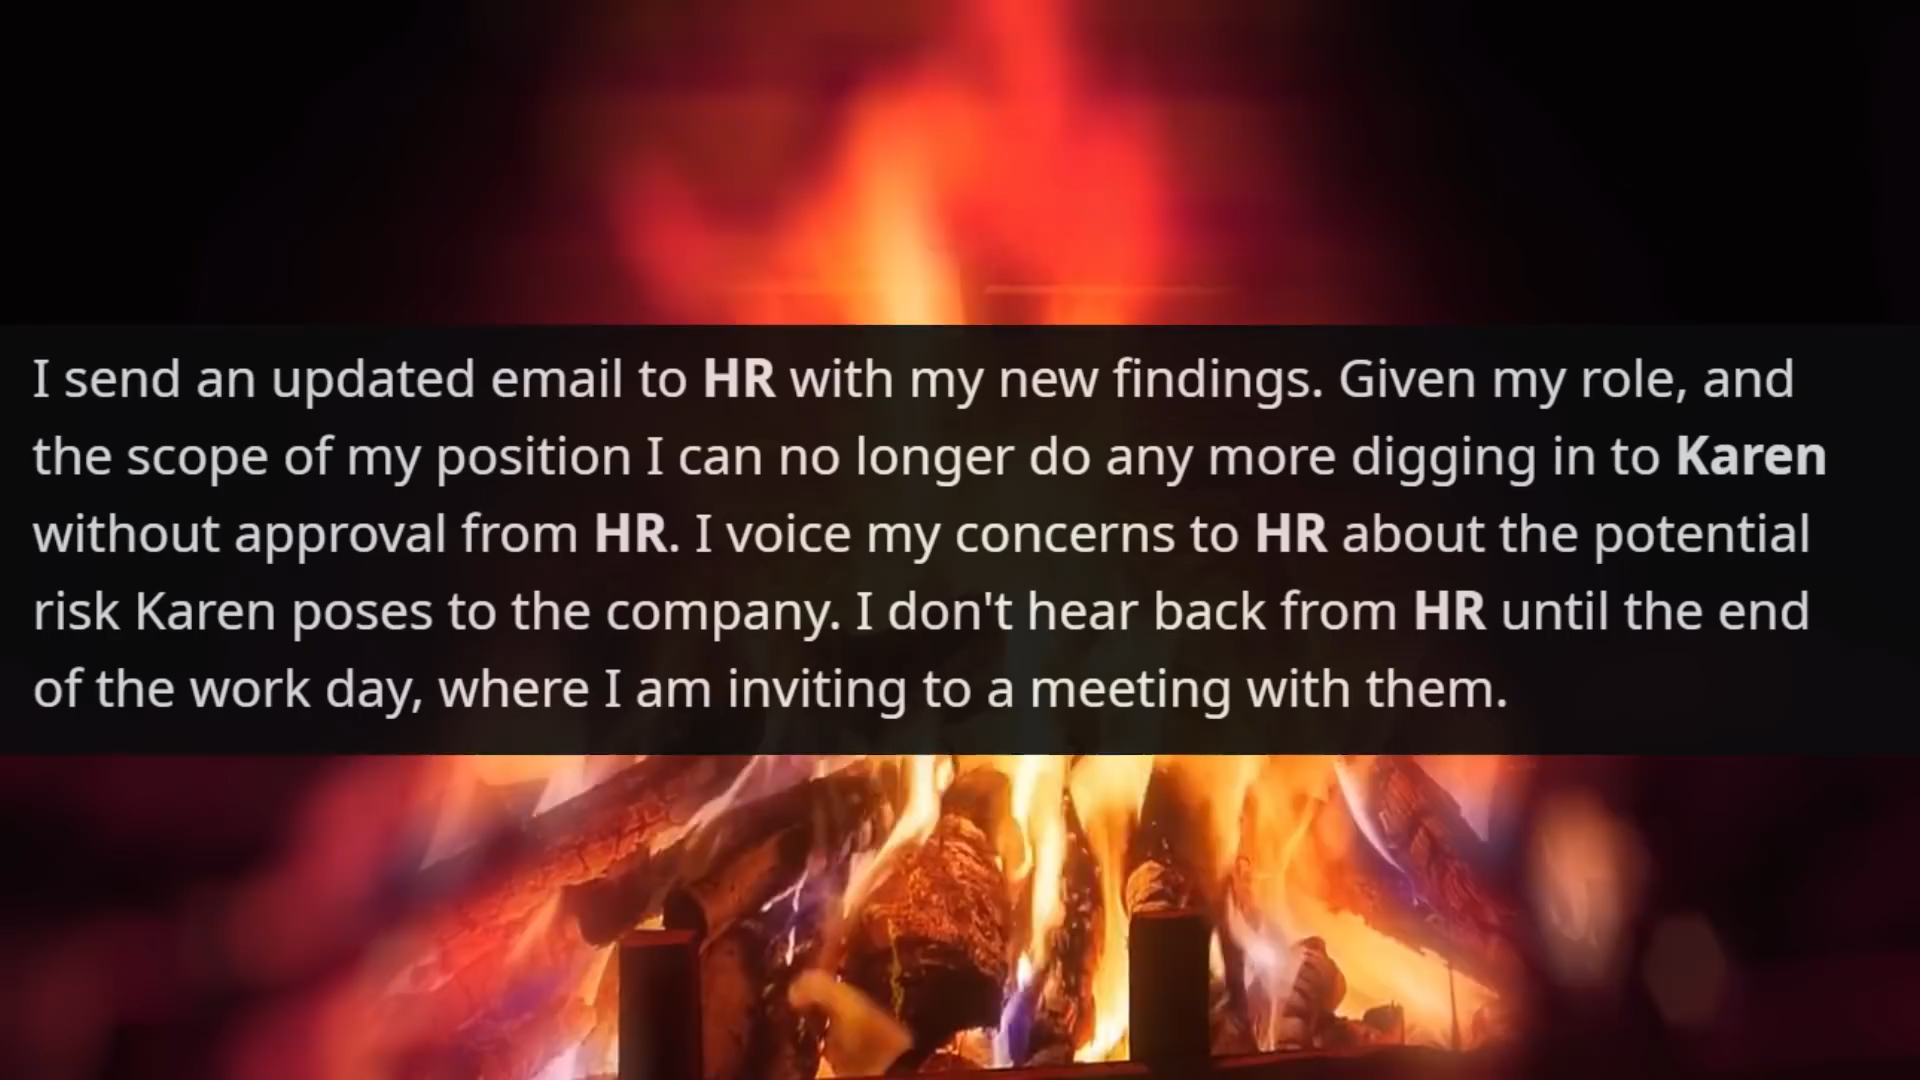 I send an updated email to HR with my new findings. Given my role, and
the scope of my position I can no longer do any more digging in to Karen
without approval from HR. I voice my concerns to HR about the potential
risk Karen poses to the company. I don't hear back from HR until the end
of the work day, where I am inviting to a meeting with them.